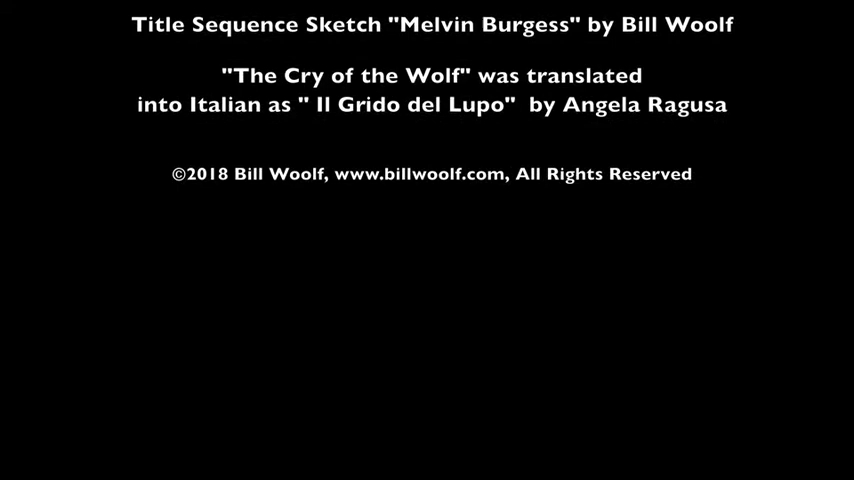 Title Sequence Sketch "Melvin Burgess" by Bill Woolf
"The Cry of the Wolf" was translated
into Italian as " Il Grido del Lupo"  by Angela Ragusa
©2018 Bill Woolf, www.billwoolf.com, All Rights Reserved